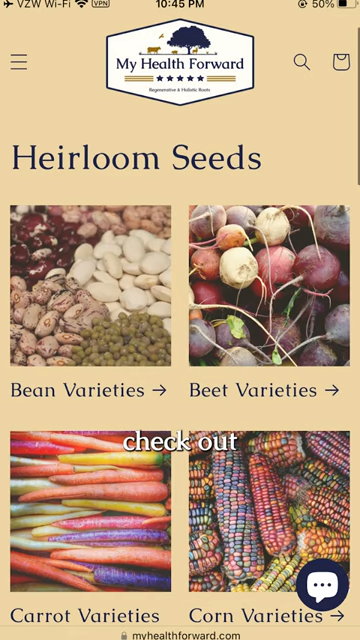 VZW Wi-Fi VPN 10:45 PM 50%
My Health Forward
Regenerative & Holistic Roots
Heirloom Seeds
Bean Varieties →
Beet Varieties →
check out
Carrot Varieties
Corn Varieties →
myhealthforward.com